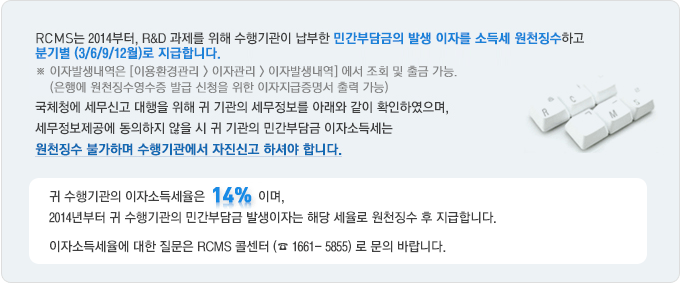 RCMS는 2014부터, R&D 과제를 위해 수행기관이 납부한 민간부담금의 발생 이자를 소득세 원천징수하고
분기별 (3/6/9/12월)로 지급합니다.
※ 이자발생내역은 [이용환경관리 > 이자관리 > 이자발생내역] 에서 조회 및 출금 가능.
(은행에 원천징수영수증 발급 신청을 위한 이자지급증명서 출력 가능)
국체청에 세무신고 대행을 위해 귀 기관의 세무정보를 아래와 같이 확인하였으며,
세무정보제공에 동의하지 않을 시 귀 기관의 민간부담금 이자소득세는
원천징수 불가하며 수행기관에서 자진신고 하셔야 합니다.
R C M S
귀 수행기관의 이자소득세율은 14% 이며,
2014년부터 귀 수행기관의 민간부담금 발생이자는 해당 세율로 원천징수 후 지급합니다.
이자소득세율에 대한 질문은 RCMS 콜센터 (☎ 1661- 5855) 로 문의 바랍니다.